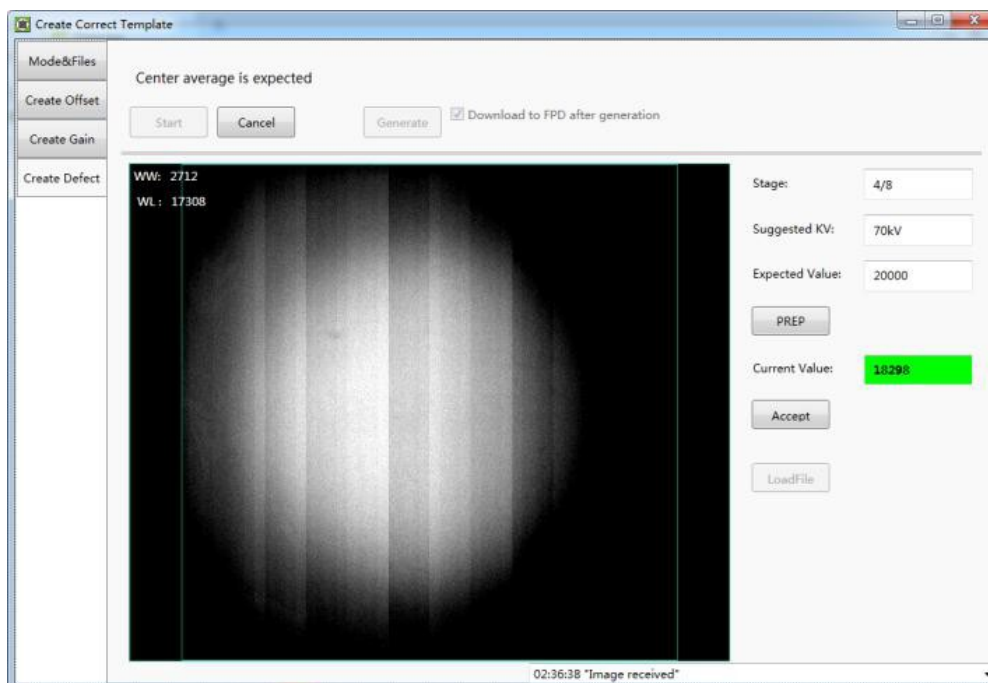 Create Correct Template
Mode&Files
Create Offset
Create Gain
Create Defect
Center average is expected
Start
Cancel
Generate
Download to FPD after generation
WW: 2712
WL: 17308
Stage:
4/8
Suggested KV:
70kV
Expected Value:
20000
PREP
Current Value:
18298
Accept
LoadFile
02:36:38 "Image received"